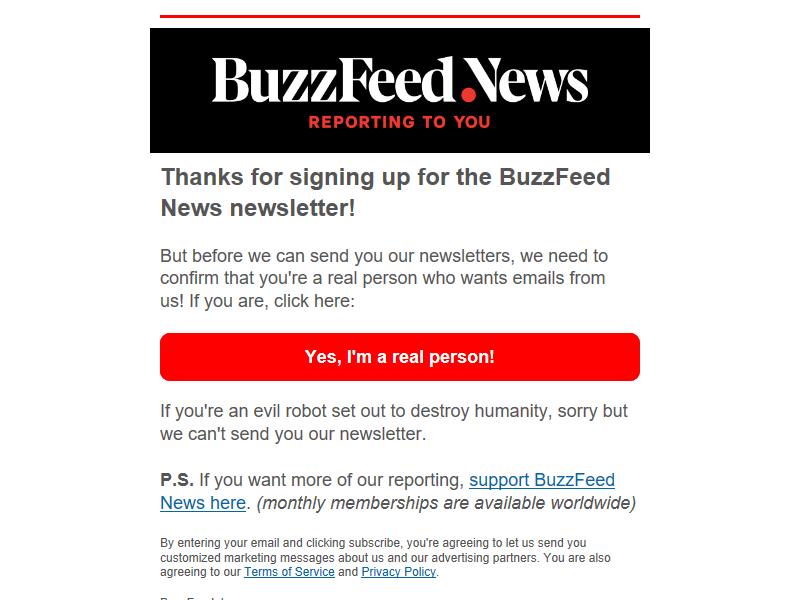 BuzzFeed.News
REPORTING TO YOU
Thanks for signing up for the BuzzFeed
News newsletter!
But before we can send you our newsletters, we need to
confirm that you're a real person who wants emails from
us! If you are, click here:
Yes, I'm a real person!
If you're an evil robot set out to destroy humanity, sorry but
we can't send you our newsletter.
P.S. If you want more of our reporting, support BuzzFeed
News here. (monthly memberships are available worldwide)
By entering your email and clicking subscribe, you're agreeing to let us send you
customized marketing messages about us and our advertising partners. You are also
agreeing to our Terms of Service and Privacy Policy.